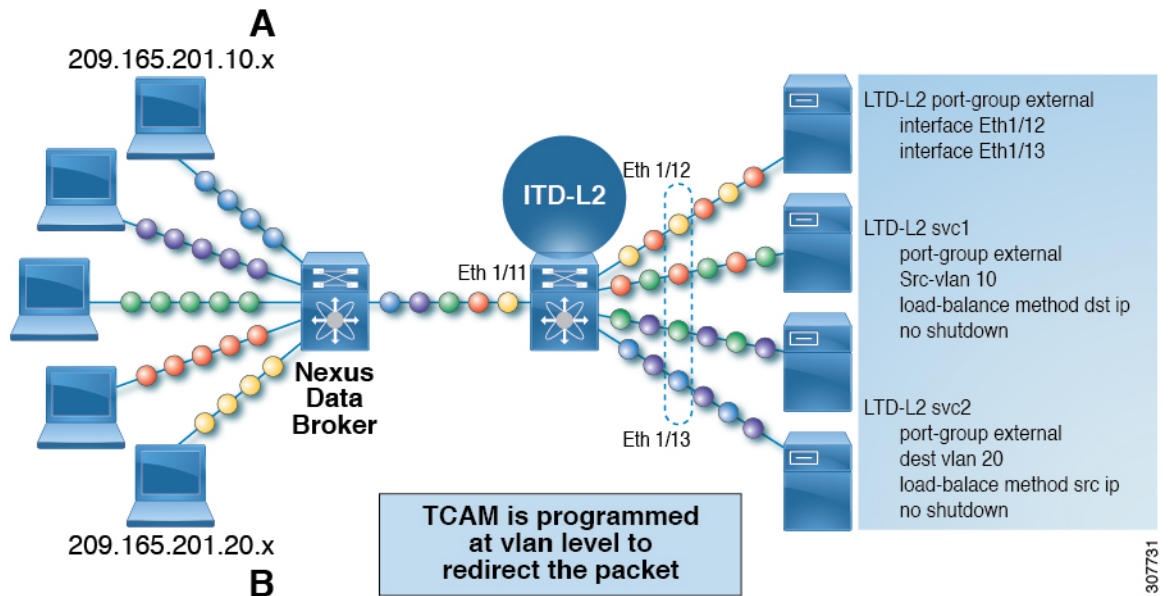 A
209.165.201.10.x
Eth 1/12
ITD-L2
Eth 1/11
Nexus
Data
Broker
Eth 1/13
209.165.201.20.x
B
TCAM is programmed
at vlan level to
redirect the packet
LTD-L2 port-group external
interface Eth1/12
interface Eth1/13
LTD-L2 svc1
port-group external
Src-vlan 10
load-balance method dst ip
no shutdown
LTD-L2 svc2
port-group external
dest vlan 20
load-balace method src ip
no shutdown
307731